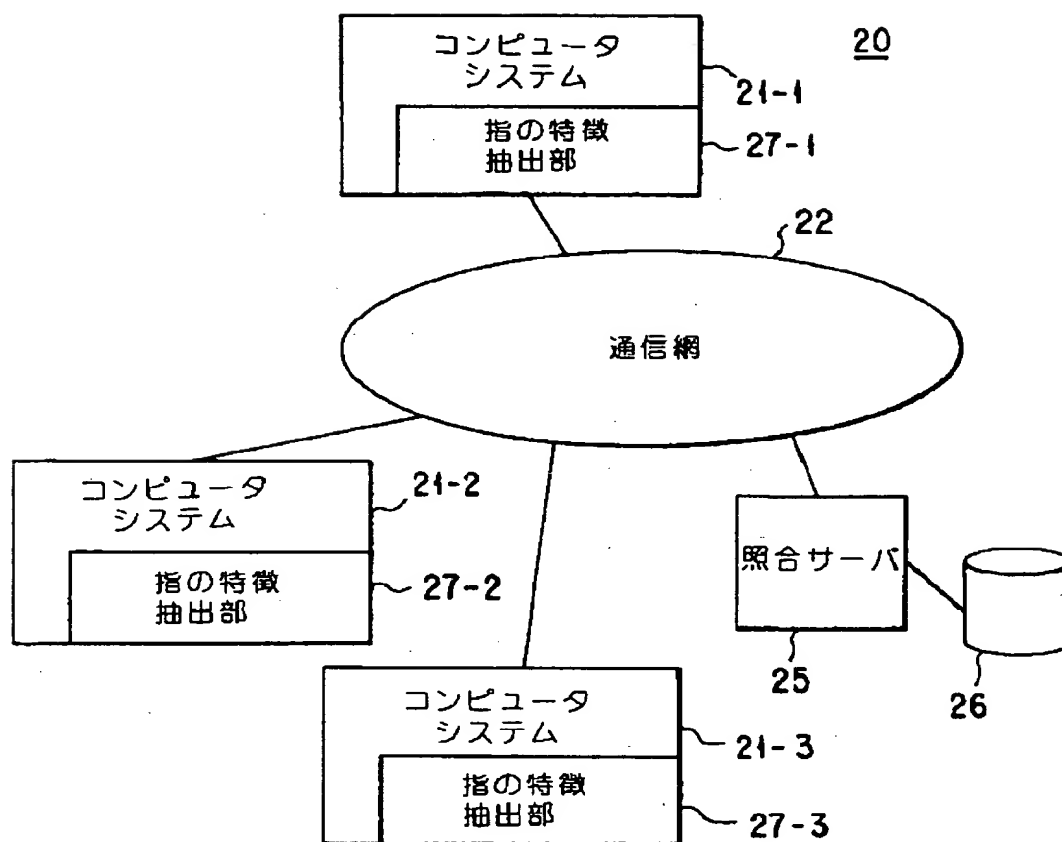 コンピュータ
システム
指の特徴
抽出部
20
21-1
27-1
22
通信網
コンピュータ
システム
指の特徴
抽出部
21-2
27-2
照合サーバ
25
26
コンピュータ
システム
指の特徴
抽出部
21-3
27-3